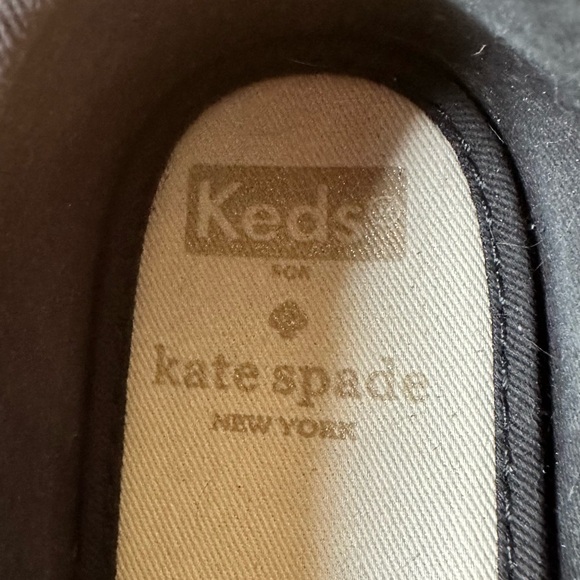 Keds®
FOR
kate spade
NEW YORK